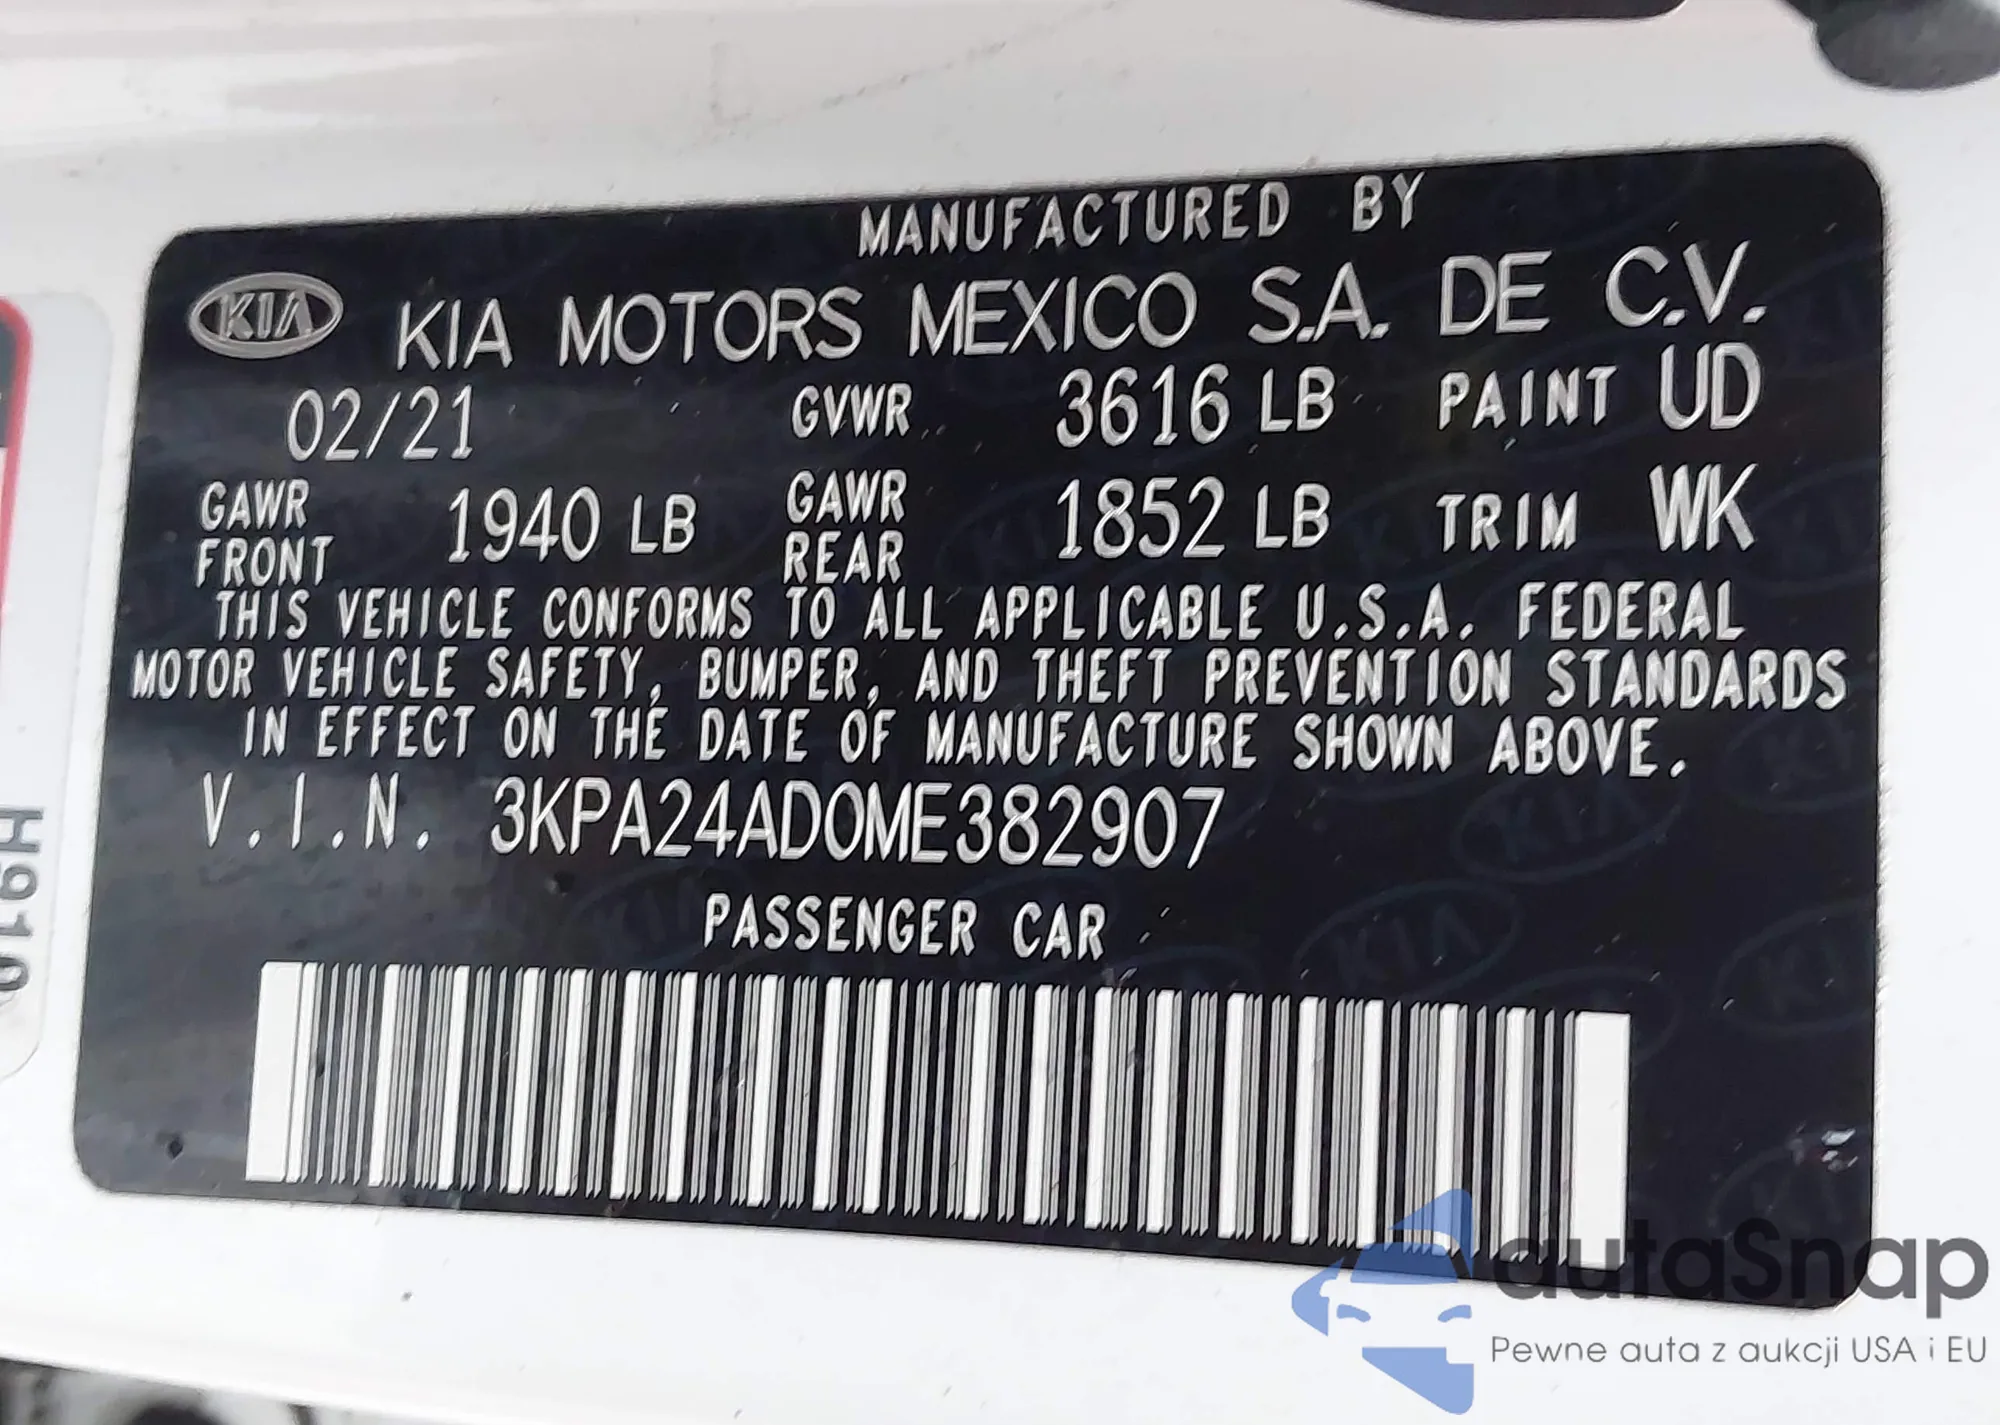 MANUFACTURED BY
KIA KIA MOTORS MEXICO S.A. DE C.V.
02/21 GVWR 3616 LB PAINT UD
GAWR FRONT 1940 LB GAWR REAR 1852 LB TRIM WK
THIS VEHICLE CONFORMS TO ALL APPLICABLE U.S.A. FEDERAL
MOTOR VEHICLE SAFETY, BUMPER, AND THEFT PREVENTION STANDARDS
IN EFFECT ON THE DATE OF MANUFACTURE SHOWN ABOVE.
V.I.N. 3KPA24AD0ME382907
PASSENGER CAR
H910
autaSnap
Pewne auta z aukcji USA i EU